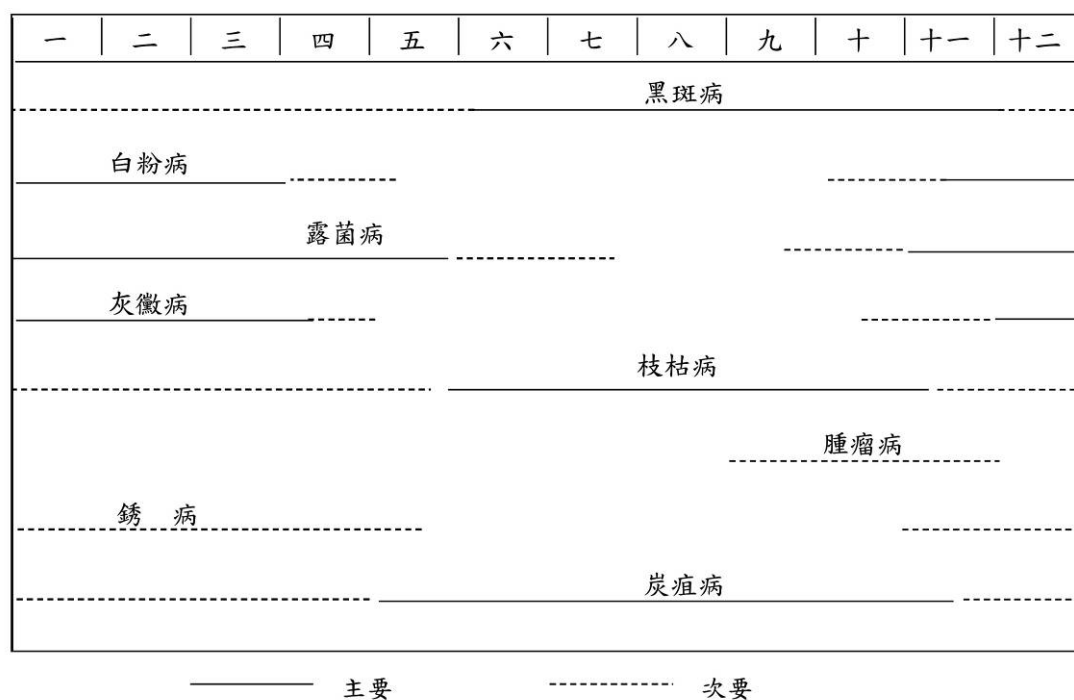 一 二 三 四 五 六 七 八 九 十 十一 十二
黑斑病
白粉病
露菌病
灰黴病
枝枯病
腫瘤病
銹 病
炭疽病
主要 次要